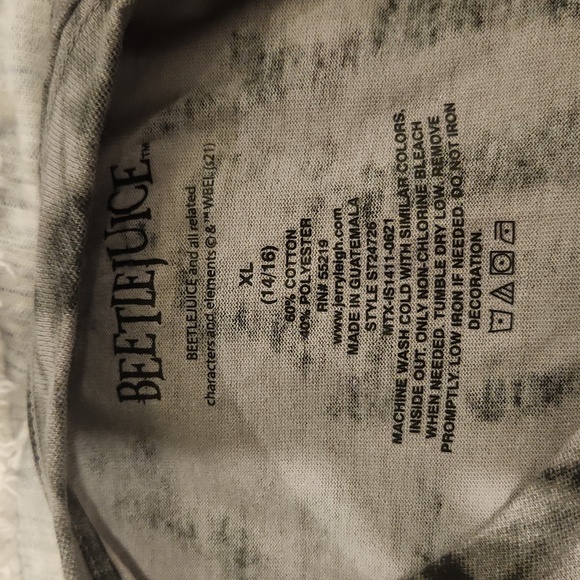 BEETLEJUICE™
BEETLEJUICE and all related
characters and elements © & ™ WBEI. (s21)
XL
(14/16)
60% COTTON
40% POLYESTER
RN# 55219
www.jerryleigh.com
MADE IN GUATEMALA
STYLE ST24726
MTX-IS1411-0621
MACHINE WASH COLD WITH SIMILAR COLORS,
INSIDE OUT. ONLY NON-CHLORINE BLEACH
WHEN NEEDED. TUMBLE DRY LOW. REMOVE
PROMPTLY. LOW IRON IF NEEDED. DO NOT IRON
DECORATION.